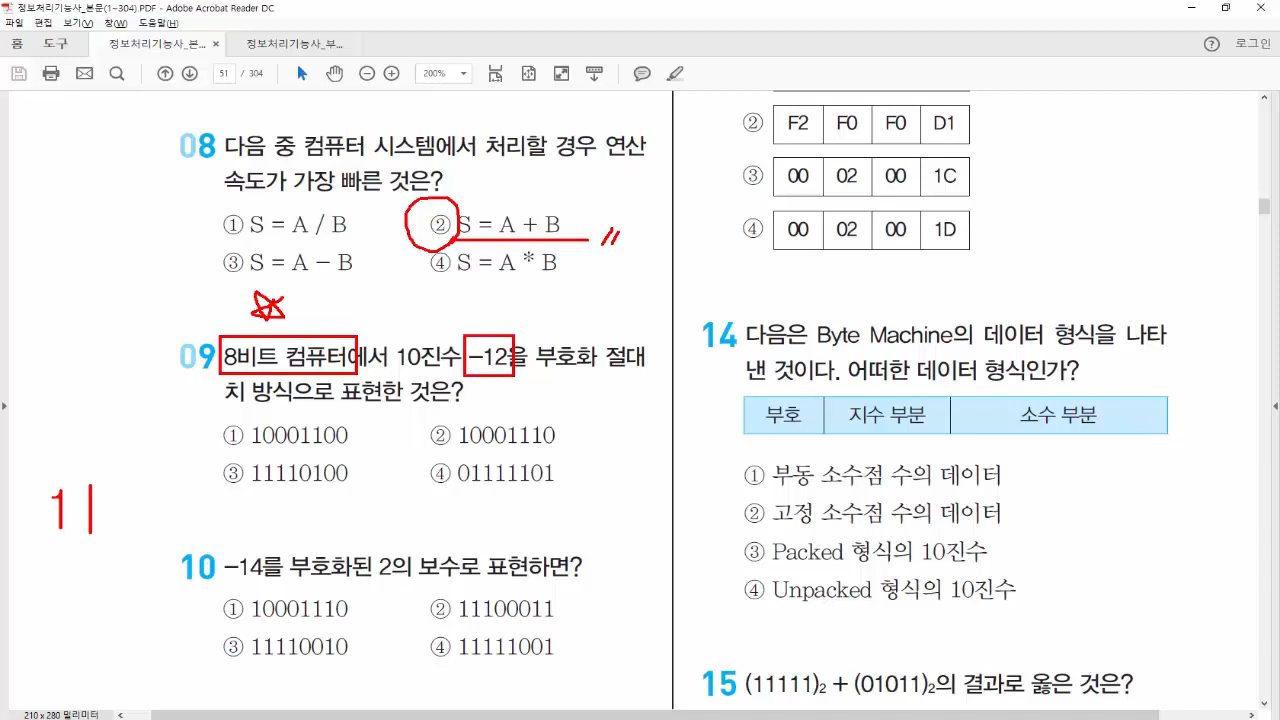 정보처리기능사_본문(1~304).PDF - Adobe Acrobat Reader DC
파일 편집 보기(V) 창(W) 도움말(H)
홈 도구 정보처리기능사_본... × 정보처리기능사_부... 로그인
51 / 304 200%
08 다음 중 컴퓨터 시스템에서 처리할 경우 연산
속도가 가장 빠른 것은?
① S = A / B ② S = A + B
③ S = A − B ④ S = A * B
09 8비트 컴퓨터에서 10진수 −12을 부호화 절대
치 방식으로 표현한 것은?
① 10001100 ② 10001110
③ 11110100 ④ 01111101
1
10 −14를 부호화된 2의 보수로 표현하면?
① 10001110 ② 11100011
③ 11110010 ④ 11111001
② F2 F0 F0 D1
③ 00 02 00 1C
④ 00 02 00 1D
14 다음은 Byte Machine의 데이터 형식을 나타
낸 것이다. 어떠한 데이터 형식인가?
부호 지수 부분 소수 부분
① 부동 소수점 수의 데이터
② 고정 소수점 수의 데이터
③ Packed 형식의 10진수
④ Unpacked 형식의 10진수
15 (11111)₂ + (01011)₂의 결과로 옳은 것은?
210 x 280 밀리미터